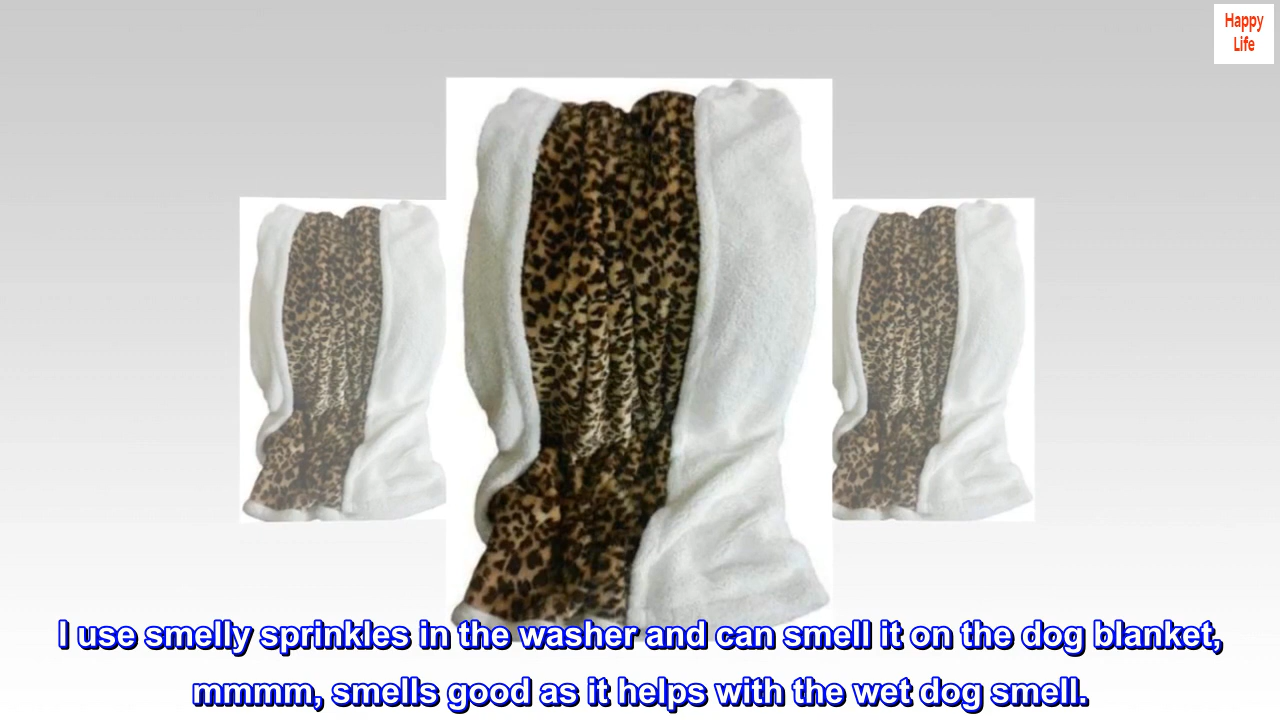 Happy
Life
I use smelly sprinkles in the washer and can smell it on the dog blanket,
mmmm, smells good as it helps with the wet dog smell.